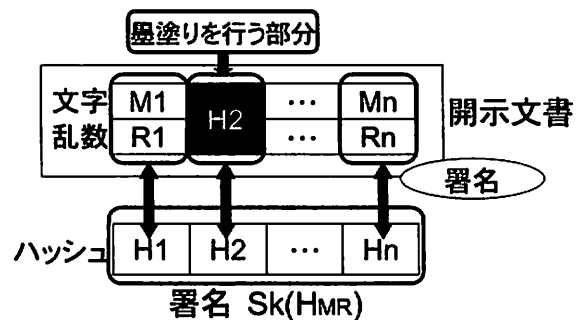 墨塗りを行う部分
文字 M1 H2 … Mn
乱数 R1 … Rn
開示文書
署名
ハッシュ H1 H2 … Hn
署名 Sk(HMR)